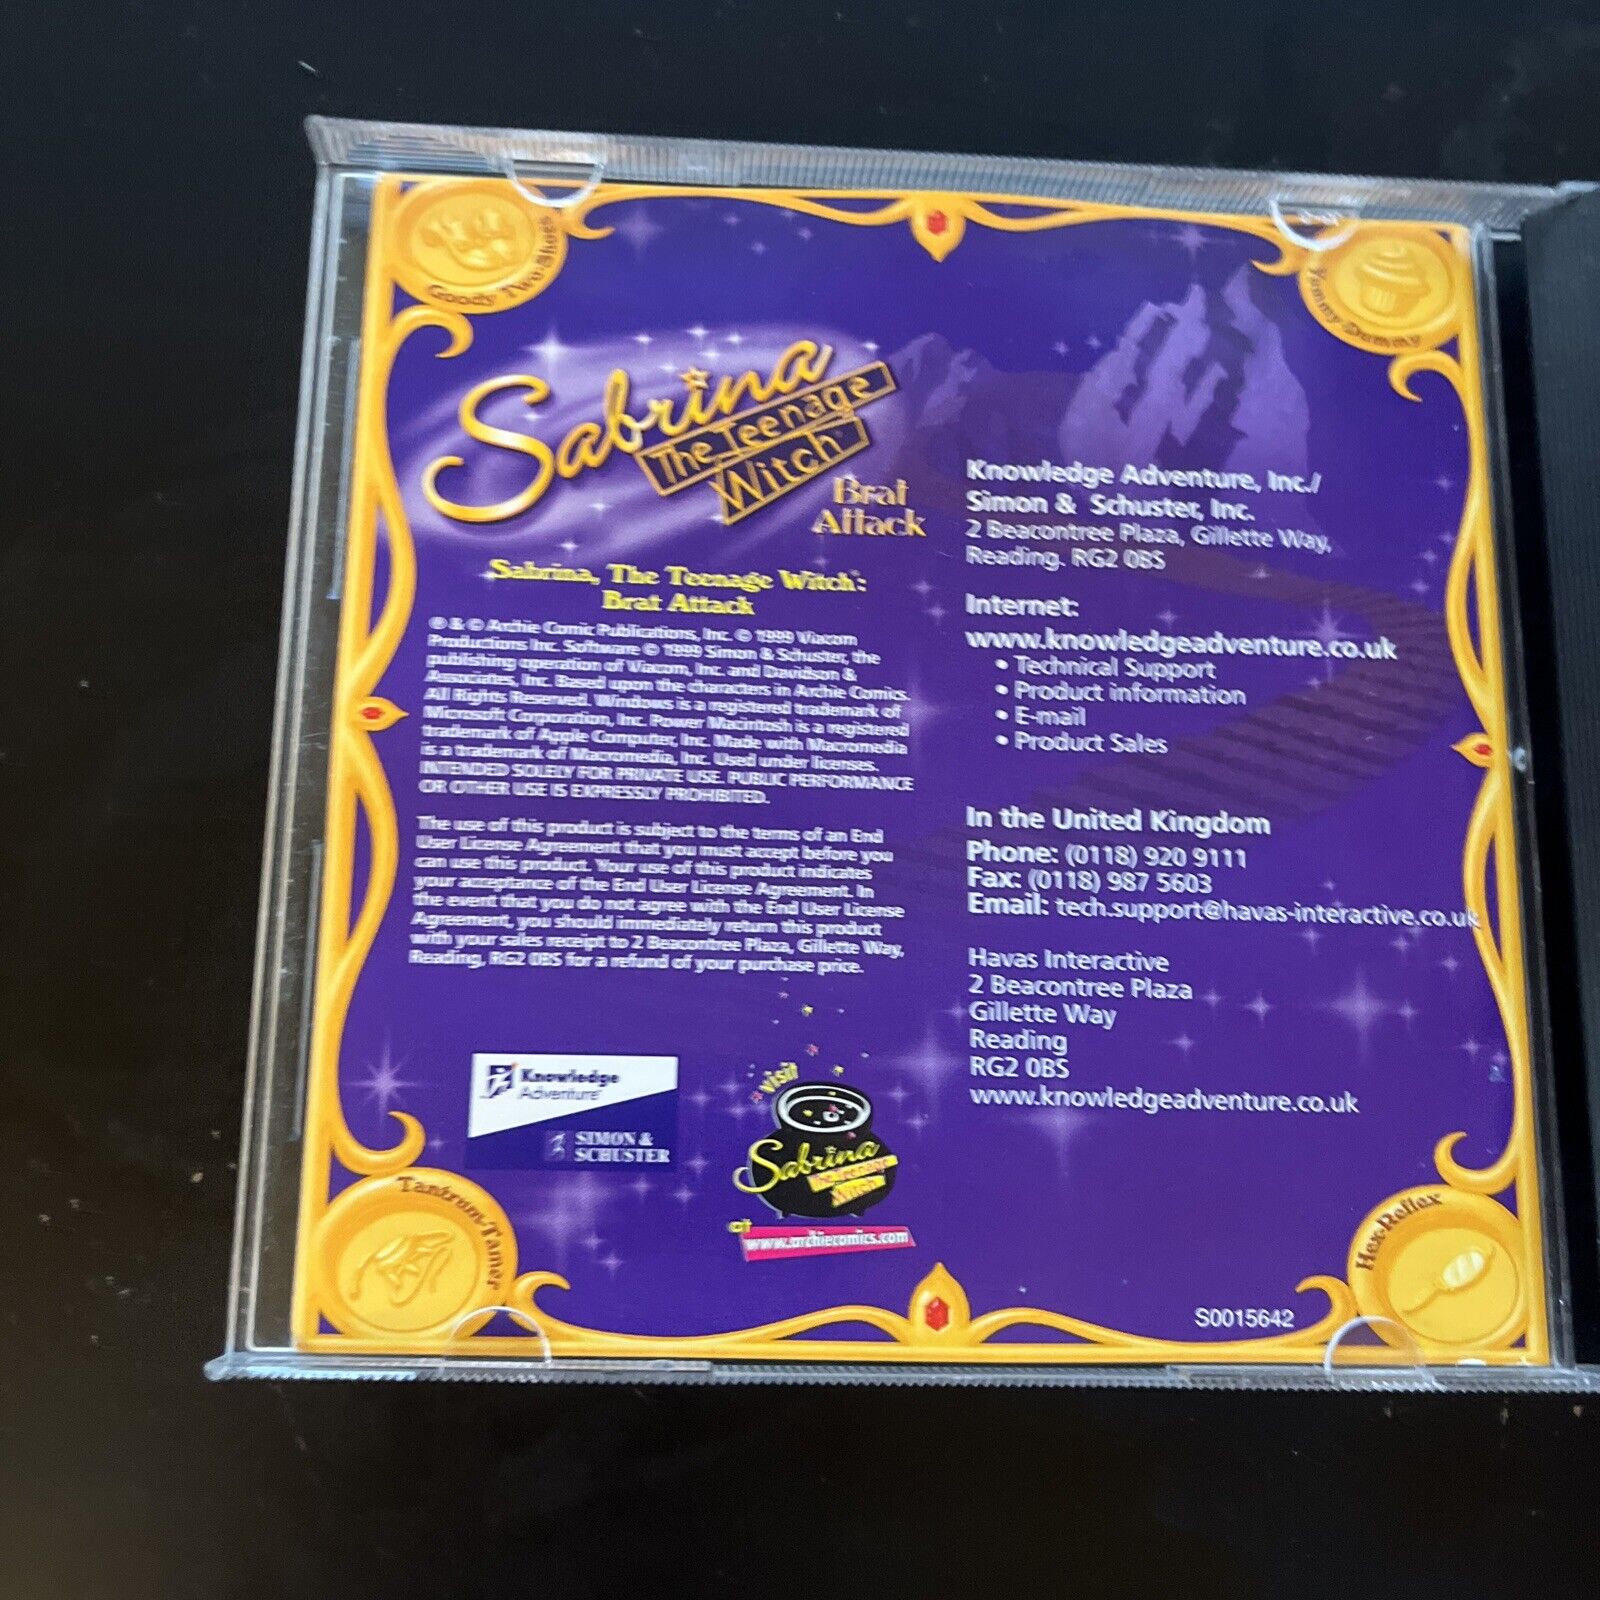 Goody Two-Shoes
Yummy-Dummy
Sabrina
The Teenage
Witch
Brat
Attack
Sabrina, The Teenage Witch®:
Brat Attack
® & © Archie Comic Publications, Inc. © 1999 Viacom
Productions Inc. Software © 1999 Simon & Schuster, the
publishing operation of Viacom, Inc. and Davidson &
Associates, Inc. Based upon the characters in Archie Comics.
All Rights Reserved. Windows is a registered trademark of
Microsoft Corporation, Inc. Power Macintosh is a registered
trademark of Apple Computer, Inc. Made with Macromedia
is a trademark of Macromedia, Inc. Used under licenses.
INTENDED SOLELY FOR PRIVATE USE. PUBLIC PERFORMANCE
OR OTHER USE IS EXPRESSLY PROHIBITED.
The use of this product is subject to the terms of an End
User License Agreement that you must accept before you
can use this product. Your use of this product indicates
your acceptance of the End User License Agreement. In
the event that you do not agree with the End User License
Agreement, you should immediately return this product
with your sales receipt to 2 Beacontree Plaza, Gillette Way,
Reading, RG2 0BS for a refund of your purchase price.
Knowledge
Adventure®
SIMON &
SCHUSTER
visit
Sabrina
The Teenage
Witch
at
www.archiecomics.com
Knowledge Adventure, Inc./
Simon & Schuster, Inc.
2 Beacontree Plaza, Gillette Way,
Reading. RG2 0BS
Internet:
www.knowledgeadventure.co.uk
• Technical Support
• Product information
• E-mail
• Product Sales
In the United Kingdom
Phone: (0118) 920 9111
Fax: (0118) 987 5603
Email: tech.support@havas-interactive.co.uk
Havas Interactive
2 Beacontree Plaza
Gillette Way
Reading
RG2 0BS
www.knowledgeadventure.co.uk
Tantrum-Tamer
Hex-Reflex
S0015642